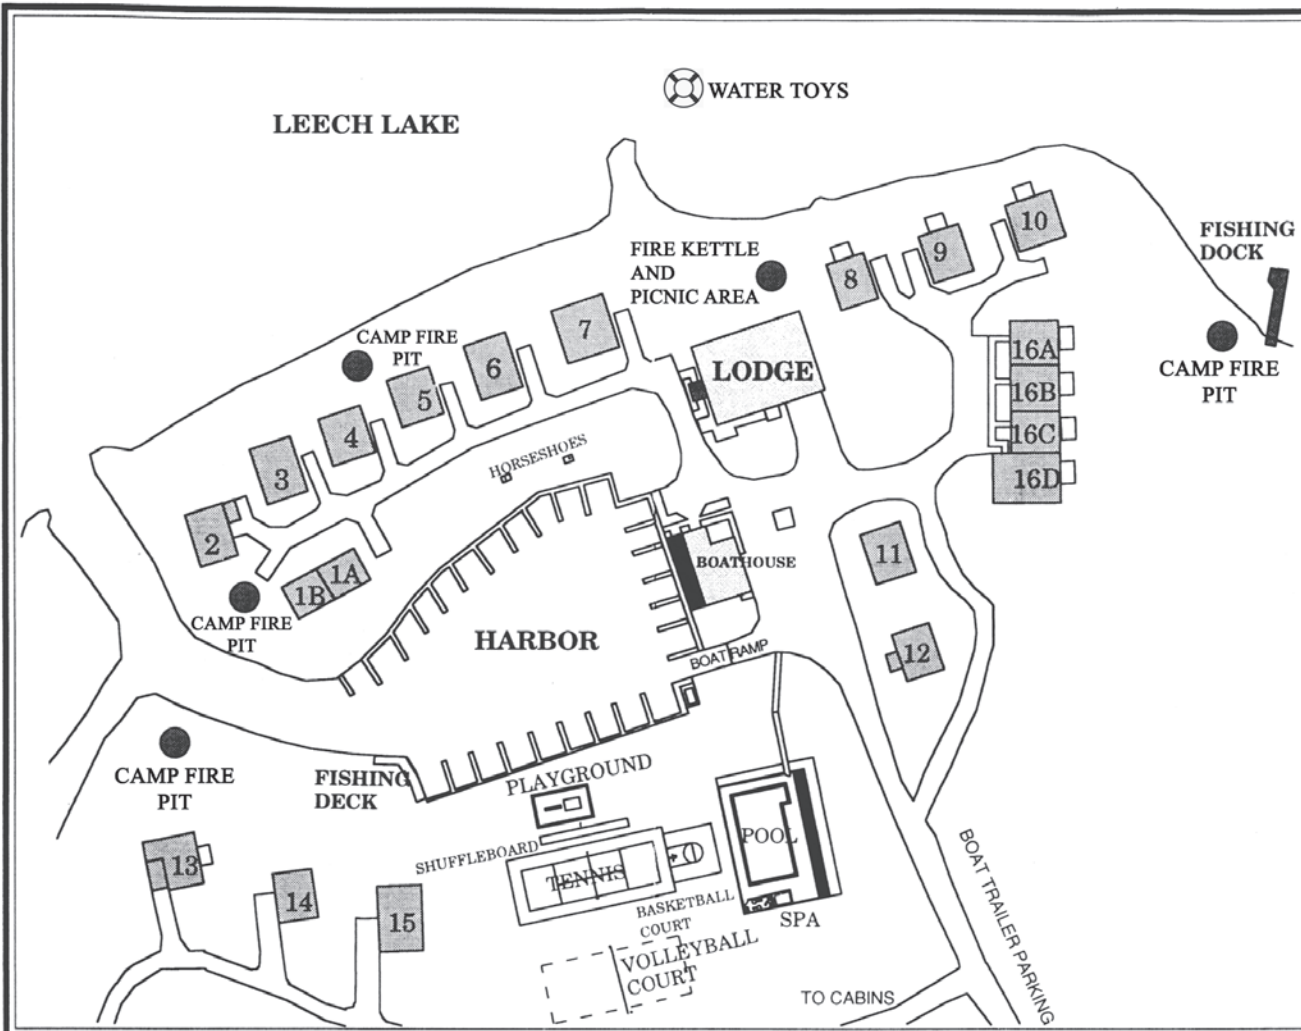 WATER TOYS
LEECH LAKE
10
FISHING
DOCK
9
FIRE KETTLE
AND
PICNIC AREA
8
7
CAMP FIRE
PIT
6
5
LODGE
16A
16B
16C
16D
CAMP FIRE
PIT
4
3
HORSESHOES
2
1A
1B
BOATHOUSE
11
CAMP FIRE
PIT
HARBOR
BOAT RAMP
12
CAMP FIRE
PIT
FISHING
DECK
PLAYGROUND
SHUFFLEBOARD
TENNIS
POOL
BOAT TRAILER PARKING
13
14
15
BASKETBALL
COURT
SPA
VOLLEYBALL
COURT
TO CABINS